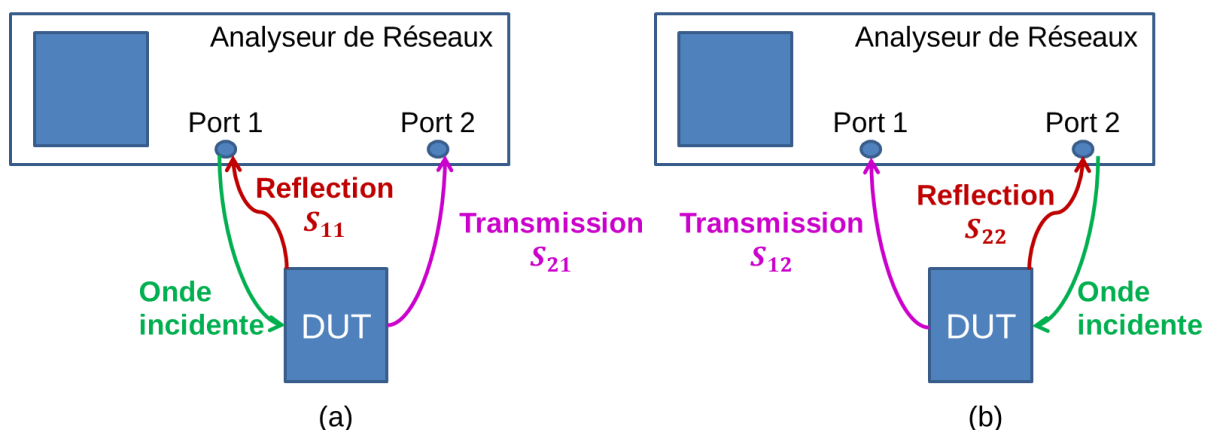 Analyseur de Réseaux
Port 1
Port 2
Reflection
S₁₁
Transmission
S₂₁
Onde
incidente
DUT
(a)
Analyseur de Réseaux
Port 1
Port 2
Transmission
S₁₂
Reflection
S₂₂
Onde
incidente
DUT
(b)